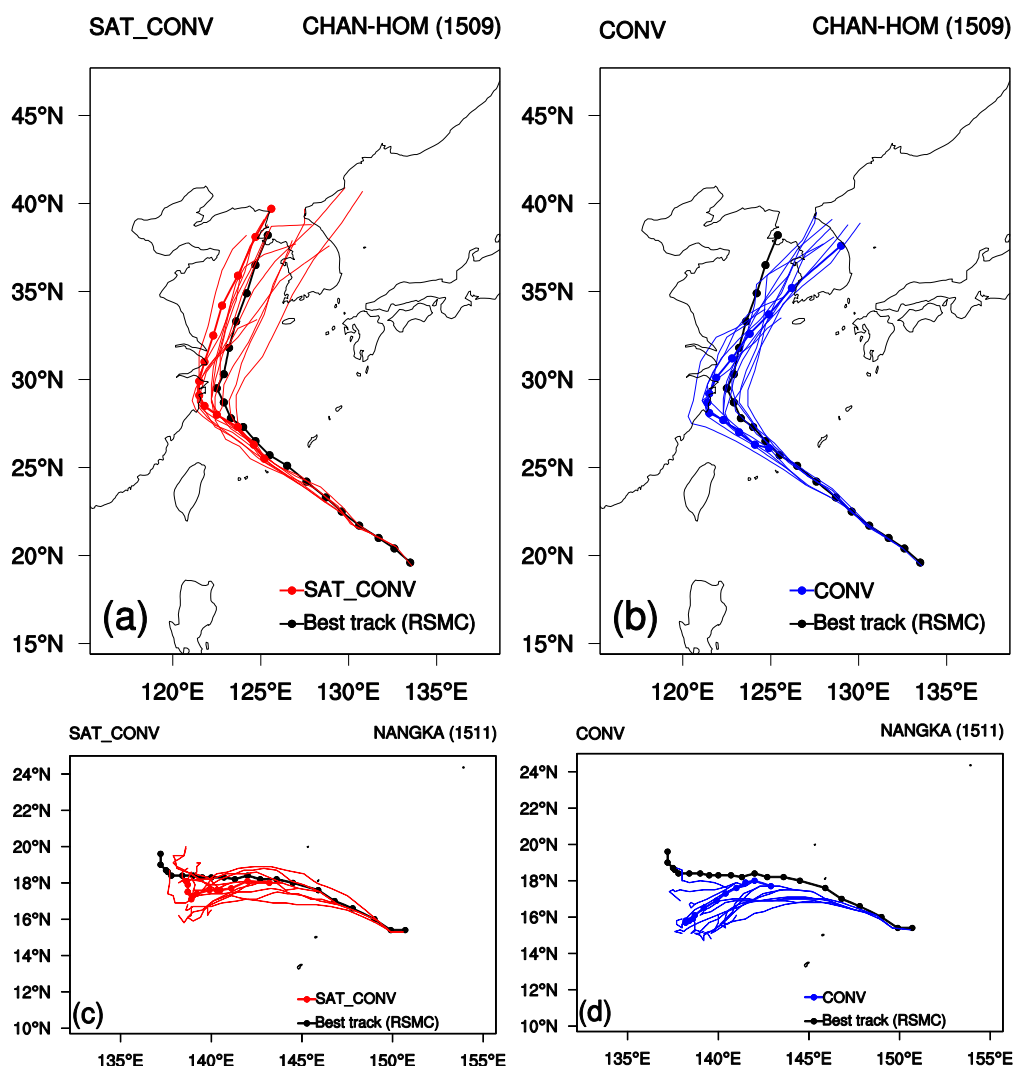 SAT_CONV CHAN-HOM (1509)
CONV CHAN-HOM (1509)
45°N
40°N
35°N
30°N
25°N
20°N
15°N
120°E 125°E 130°E 135°E
(a)
SAT_CONV
Best track (RSMC)
45°N
40°N
35°N
30°N
25°N
20°N
15°N
120°E 125°E 130°E 135°E
(b)
CONV
Best track (RSMC)
SAT_CONV NANGKA (1511)
24°N
22°N
20°N
18°N
16°N
14°N
12°N
10°N
135°E 140°E 145°E 150°E 155°E
(c)
SAT_CONV
Best track (RSMC)
CONV NANGKA (1511)
24°N
22°N
20°N
18°N
16°N
14°N
12°N
10°N
135°E 140°E 145°E 150°E 155°E
(d)
CONV
Best track (RSMC)